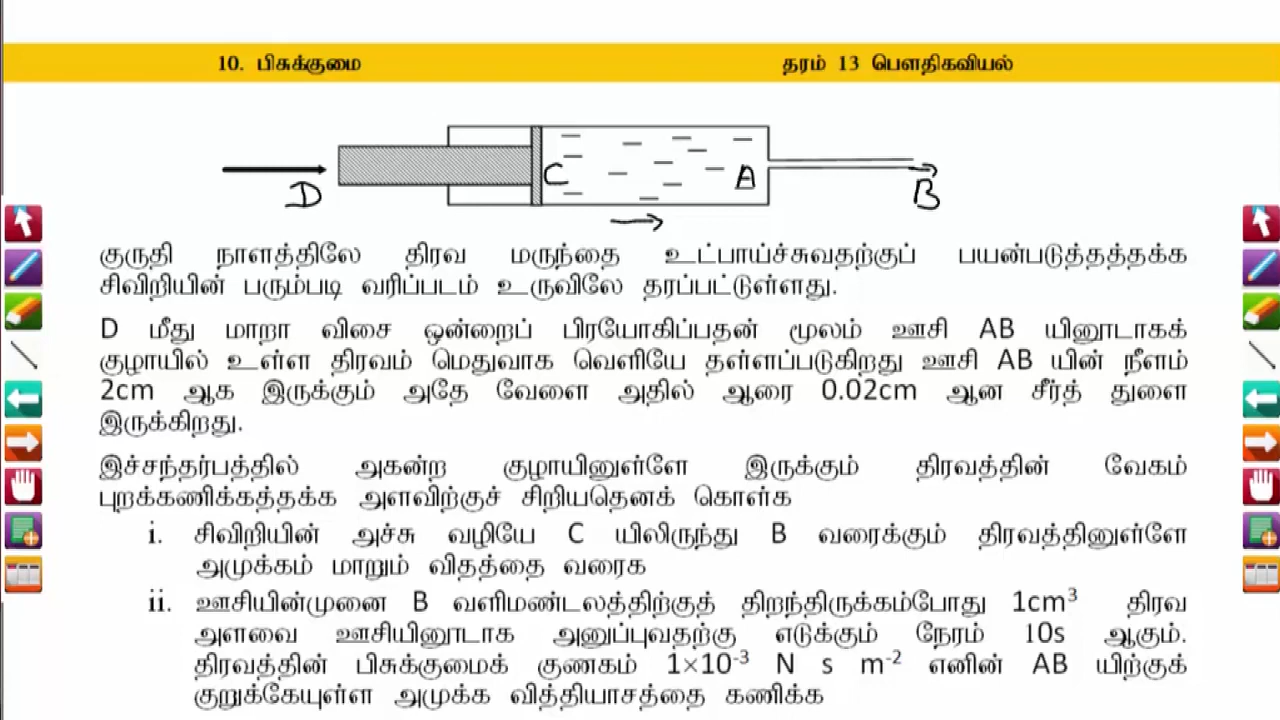 10. பிசுக்குமை தரம் 13 பௌதிகவியல்
D C A B
குருதி நாளத்திலே திரவ மருந்தை உட்பாய்ச்சுவதற்குப் பயன்படுத்தத்தக்க
சிவிறியின் பரும்படி வரிப்படம் உருவிலே தரப்பட்டுள்ளது.
D மீது மாறா விசை ஒன்றைப் பிரயோகிப்பதன் மூலம் ஊசி AB யினூடாகக்
குழாயில் உள்ள திரவம் மெதுவாக வெளியே தள்ளப்படுகிறது ஊசி AB யின் நீளம்
2cm ஆக இருக்கும் அதே வேளை அதில் ஆரை 0.02cm ஆன சீர்த் துளை
இருக்கிறது.
இச்சந்தர்பத்தில் அகன்ற குழாயினுள்ளே இருக்கும் திரவத்தின் வேகம்
புறக்கணிக்கத்தக்க அளவிற்குச் சிறியதெனக் கொள்க
i. சிவிறியின் அச்சு வழியே C யிலிருந்து B வரைக்கும் திரவத்தினுள்ளே
அமுக்கம் மாறும் விதத்தை வரைக
ii. ஊசியின்முனை B வளிமண்டலத்திற்குத் திறந்திருக்கம்போது 1cm³ திரவ
அளவை ஊசியினூடாக அனுப்புவதற்கு எடுக்கும் நேரம் 10s ஆகும்.
திரவத்தின் பிசுக்குமைக் குணகம் 1×10⁻³ N s m⁻² எனின் AB யிற்குக்
குறுக்கேயுள்ள அமுக்க வித்தியாசத்தை கணிக்க